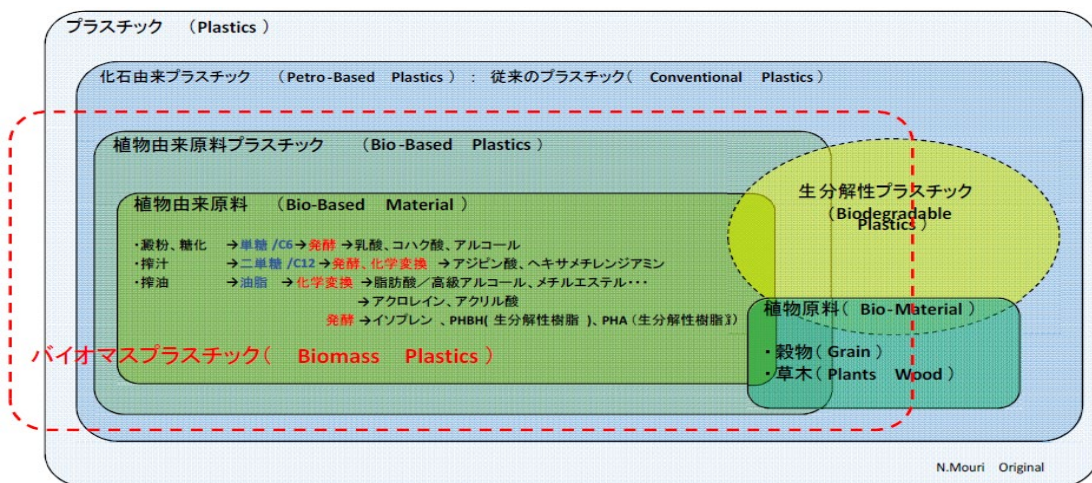 プラスチック （Plastics）
化石由来プラスチック （Petro-Based Plastics）： 従来のプラスチック（ Conventional Plastics）
植物由来原料プラスチック （Bio-Based Plastics）
生分解性プラスチック
（Biodegradable
Plastics）
植物由来原料 （Bio-Based Material）
・澱粉、糖化 →単糖/C6→発酵→乳酸、コハク酸、アルコール
・搾汁 →二単糖/C12→発酵、化学変換 →アジピン酸、ヘキサメチレンジアミン
・搾油 →油脂 →化学変換→脂肪酸／高級アルコール、メチルエステル・・・
→アクロレイン、アクリル酸
発酵→イソプレン 、PHBH(生分解性樹脂)、PHA（生分解性樹脂）
植物原料（ Bio-Material）
・穀物（Grain）
・草木（Plants Wood）
バイオマスプラスチック（ Biomass Plastics）
N.Mouri Original